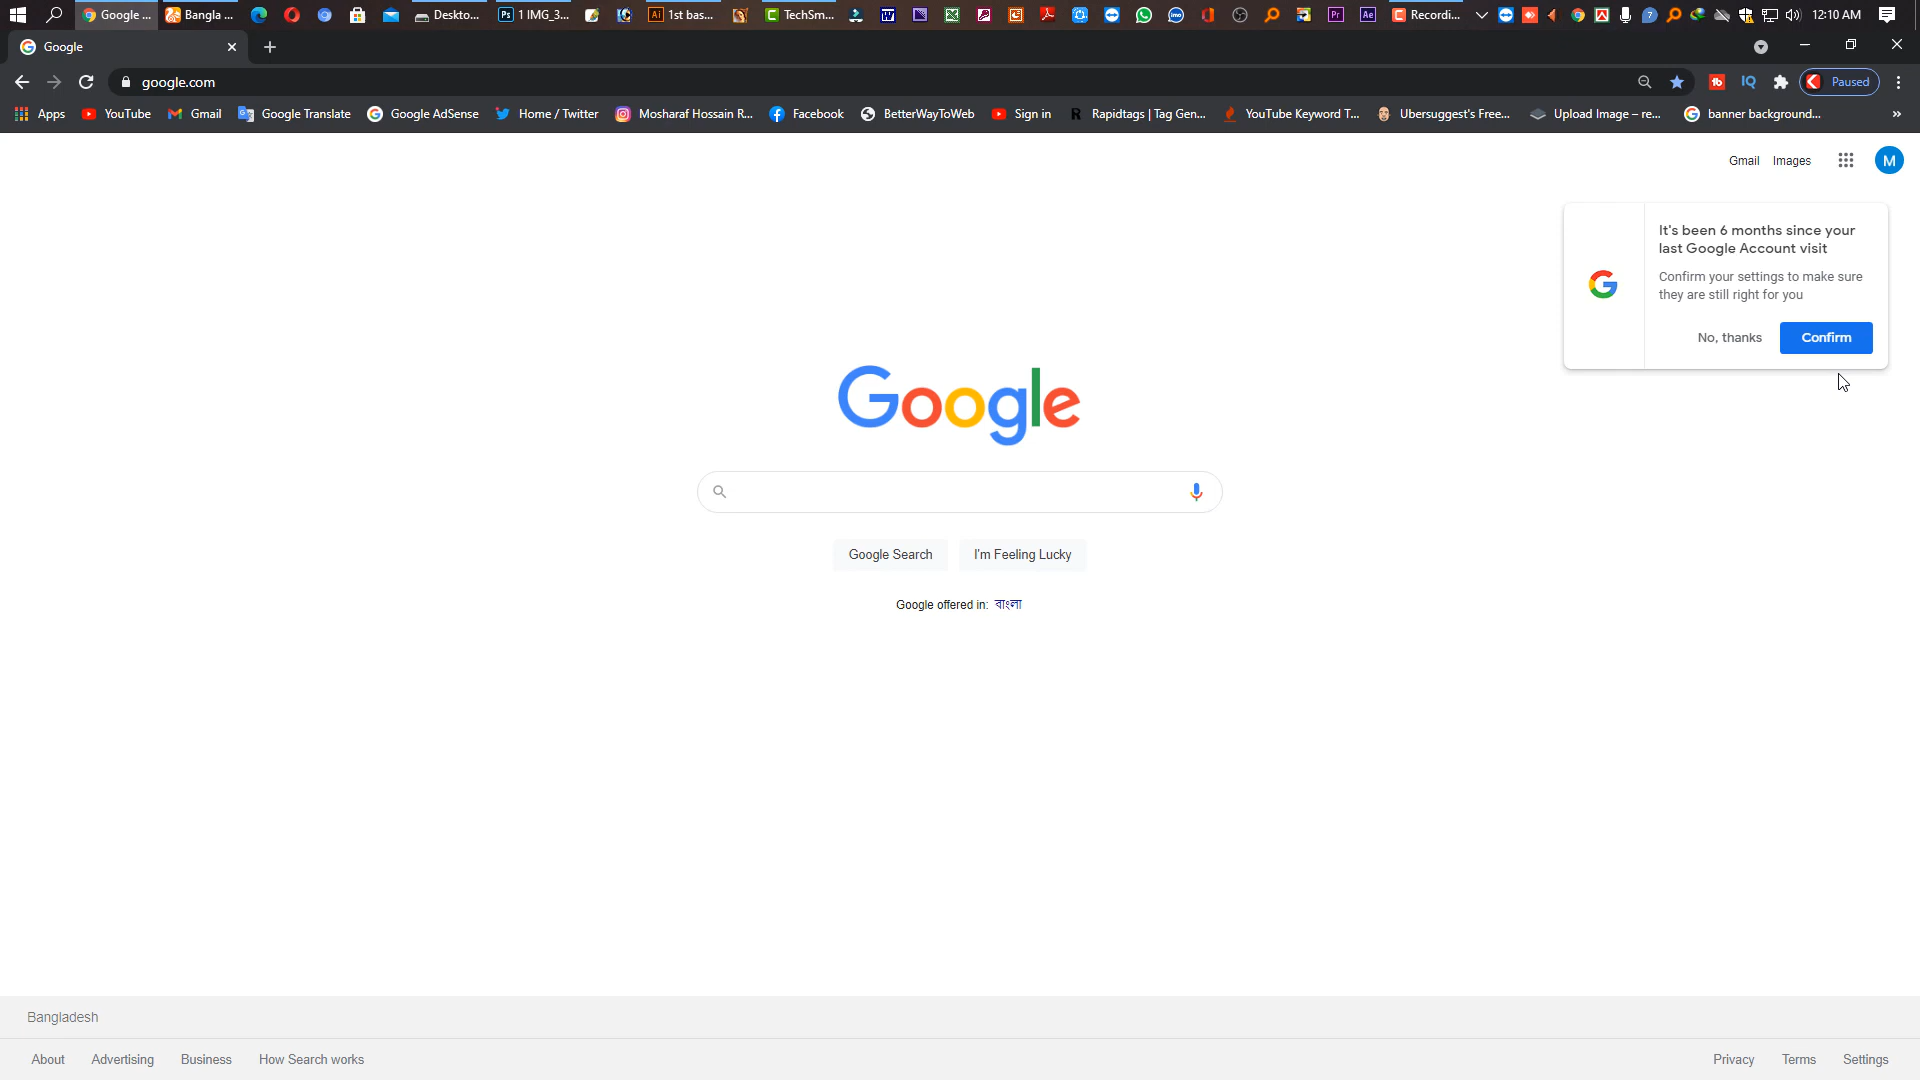 Google ...
Bangla ...
Deskto...
1 IMG_3...
1st bas...
TechSm...
Recordi...
12:10 AM
Google
google.com
Paused
Apps
YouTube
Gmail
Google Translate
Google AdSense
Home / Twitter
Mosharaf Hossain R...
Facebook
BetterWayToWeb
Sign in
Rapidtags | Tag Gen...
YouTube Keyword T...
Ubersuggest's Free...
Upload Image – re...
banner background...
»
Gmail Images
M
It's been 6 months since your
last Google Account visit
Confirm your settings to make sure
they are still right for you
No, thanks Confirm
Google
Google Search I'm Feeling Lucky
Google offered in: বাংলা
Bangladesh
About Advertising Business How Search works Privacy Terms Settings